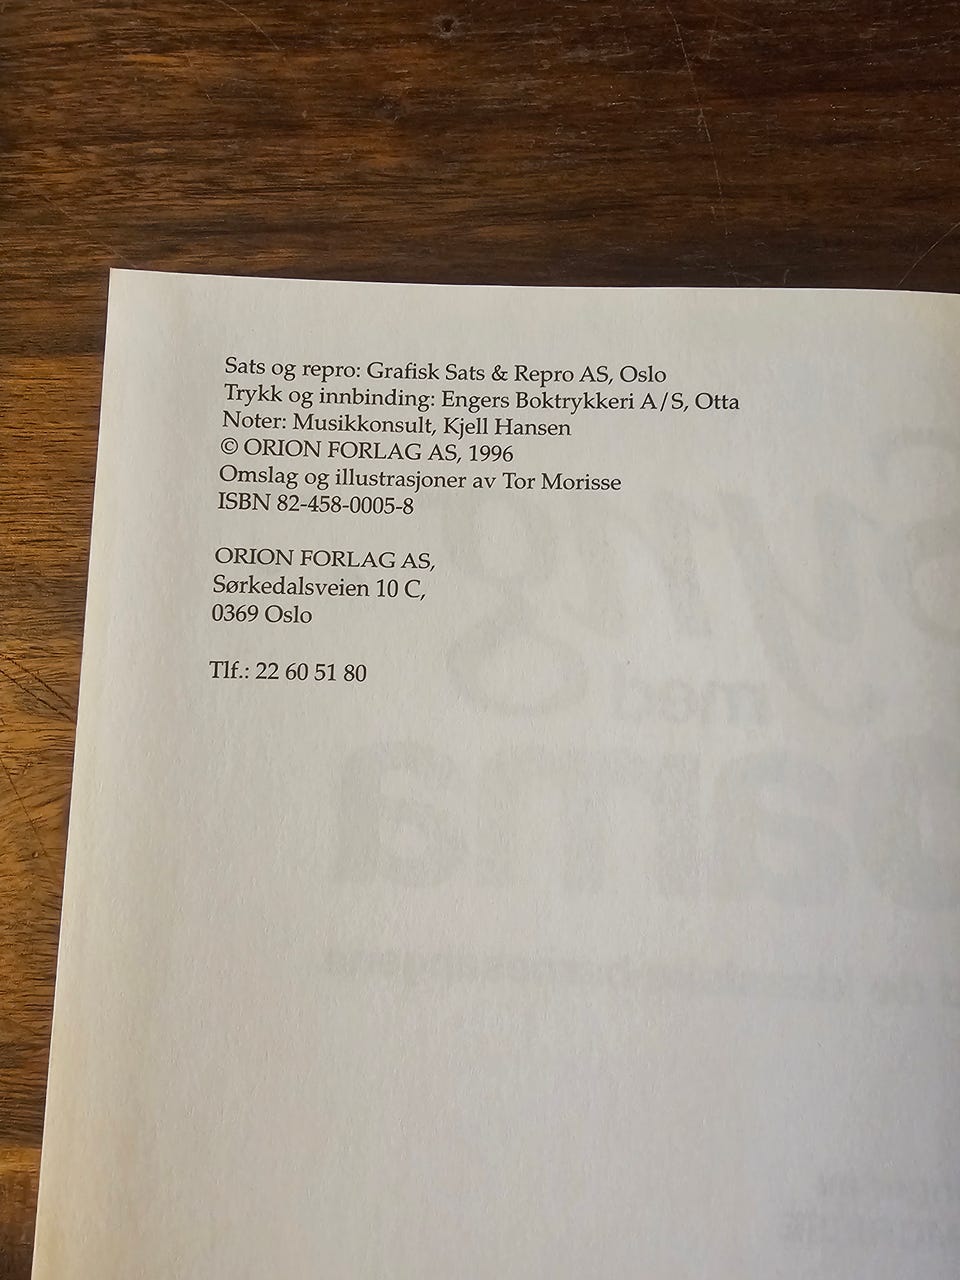 Sats og repro: Grafisk Sats & Repro AS, Oslo
Trykk og innbinding: Engers Boktrykkeri A/S, Otta
Noter: Musikkonsult, Kjell Hansen
© ORION FORLAG AS, 1996
Omslag og illustrasjoner av Tor Morisse
ISBN 82-458-0005-8
ORION FORLAG AS,
Sørkedalsveien 10 C,
0369 Oslo
Tlf.: 22 60 51 80